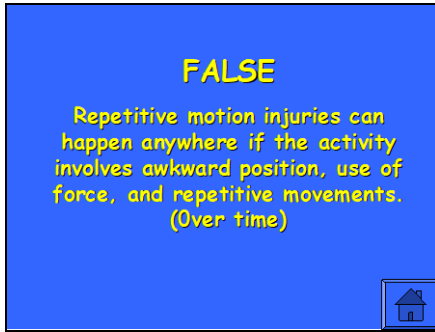 FALSE
Repetitive motion injuries can
happen anywhere if the activity
involves awkward position, use of
force, and repetitive movements.
(Over time)